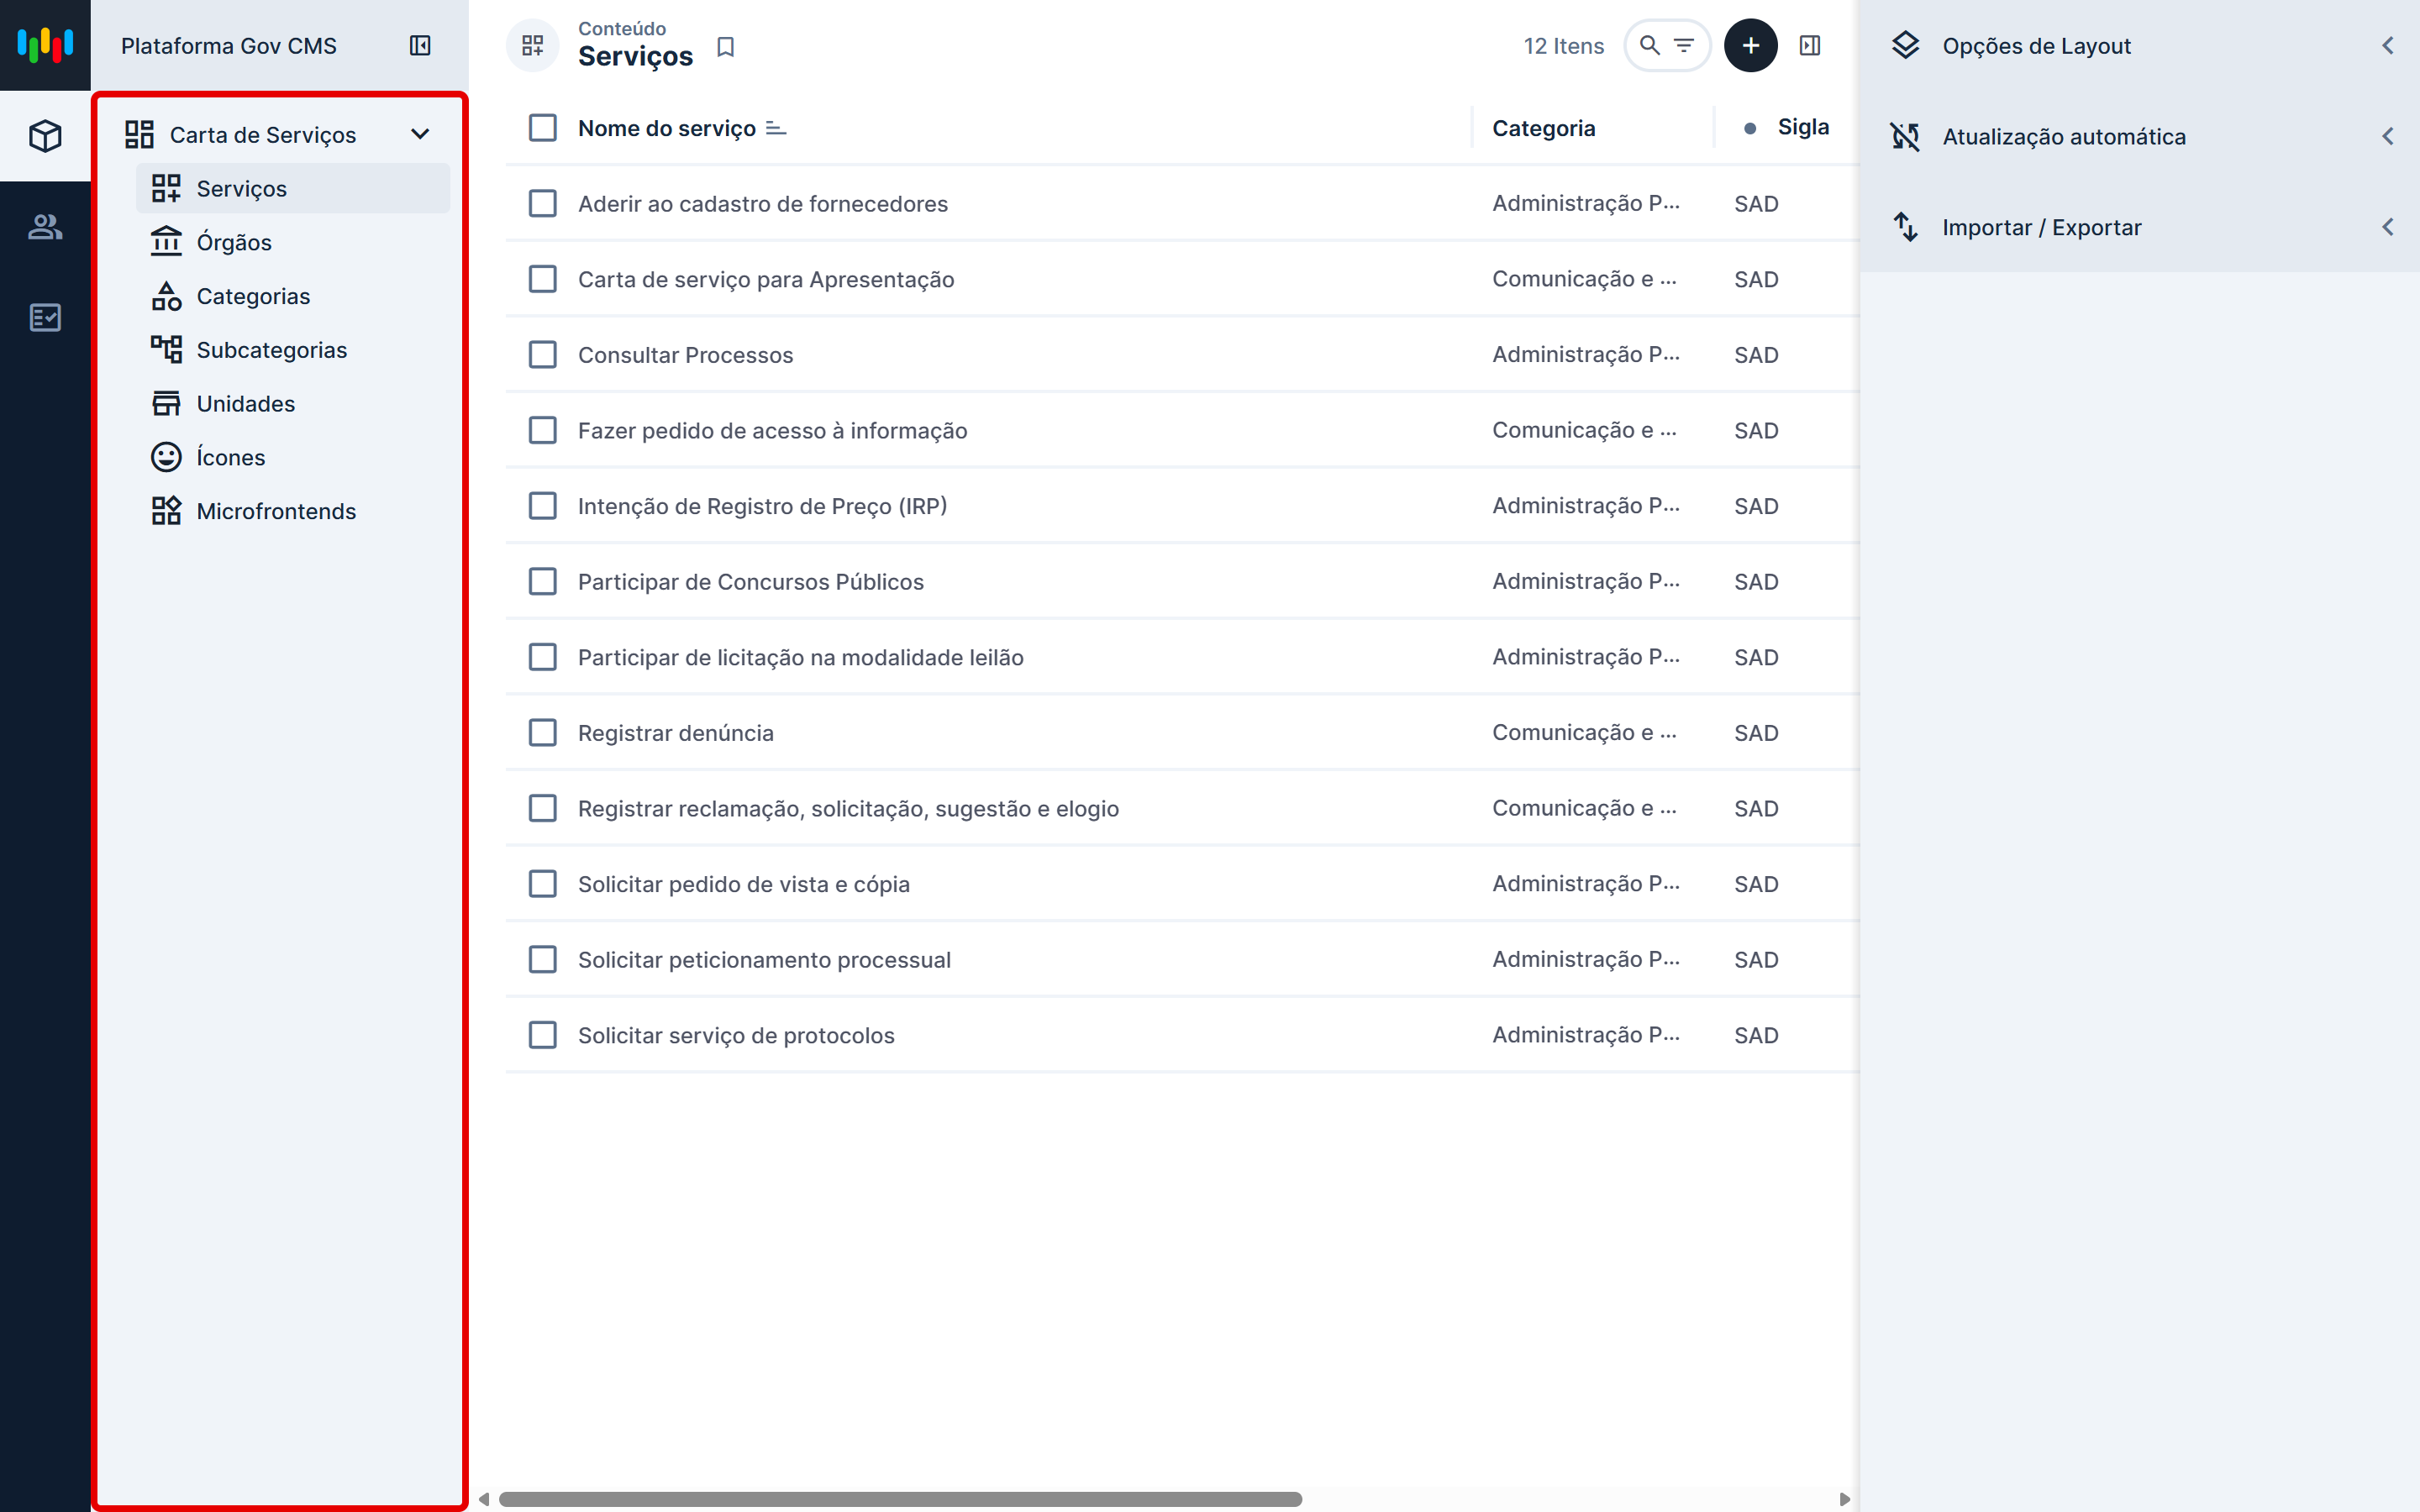 Plataforma Gov CMS
Carta de Serviços
Serviços
Órgãos
Categorias
Subcategorias
Unidades
Ícones
Microfrontends
Conteúdo
Serviços
12 Itens
Nome do serviço Categoria Sigla
Aderir ao cadastro de fornecedores Administração P... SAD
Carta de serviço para Apresentação Comunicação e ... SAD
Consultar Processos Administração P... SAD
Fazer pedido de acesso à informação Comunicação e ... SAD
Intenção de Registro de Preço (IRP) Administração P... SAD
Participar de Concursos Públicos Administração P... SAD
Participar de licitação na modalidade leilão Administração P... SAD
Registrar denúncia Comunicação e ... SAD
Registrar reclamação, solicitação, sugestão e elogio Comunicação e ... SAD
Solicitar pedido de vista e cópia Administração P... SAD
Solicitar peticionamento processual Administração P... SAD
Solicitar serviço de protocolos Administração P... SAD
Opções de Layout
Atualização automática
Importar / Exportar